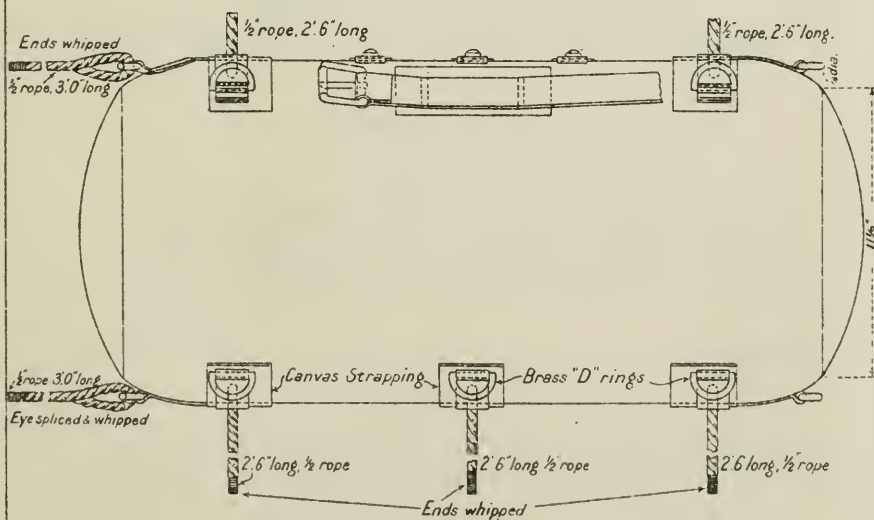 ½" rope, 2'6" long
½" rope, 2'6" long.
Ends whipped
½" rope, 3'0" long
dia.
11½"
½" rope 3'0" long
Eye spliced & whipped
Canvas Strapping
Brass "D" rings
2'6" long, ½" rope
2'6" long ½" rope
2'6 long, ½" rope
Ends whipped